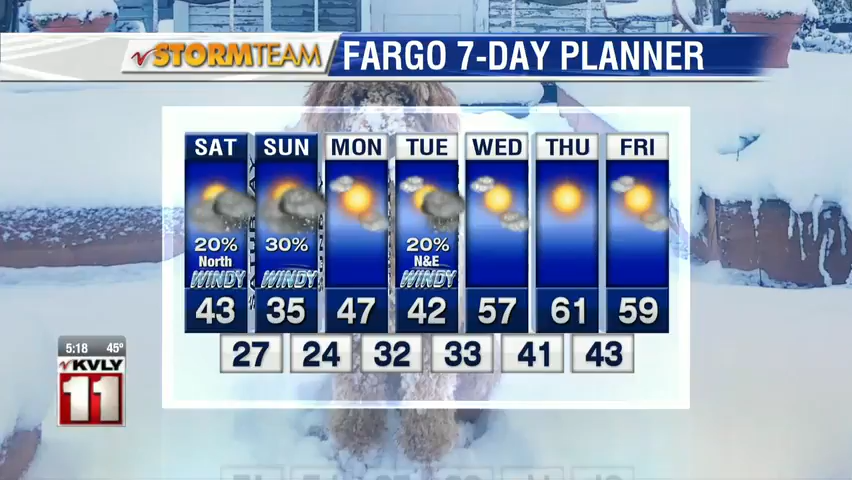 STORMTEAM
FARGO 7-DAY PLANNER
SAT SUN MON TUE WED THU FRI
20% 30% 20%
North N&E
WINDY WINDY WINDY
43 35 47 42 57 61 59
27 24 32 33 41 43
5:18 45°
KVLY
11